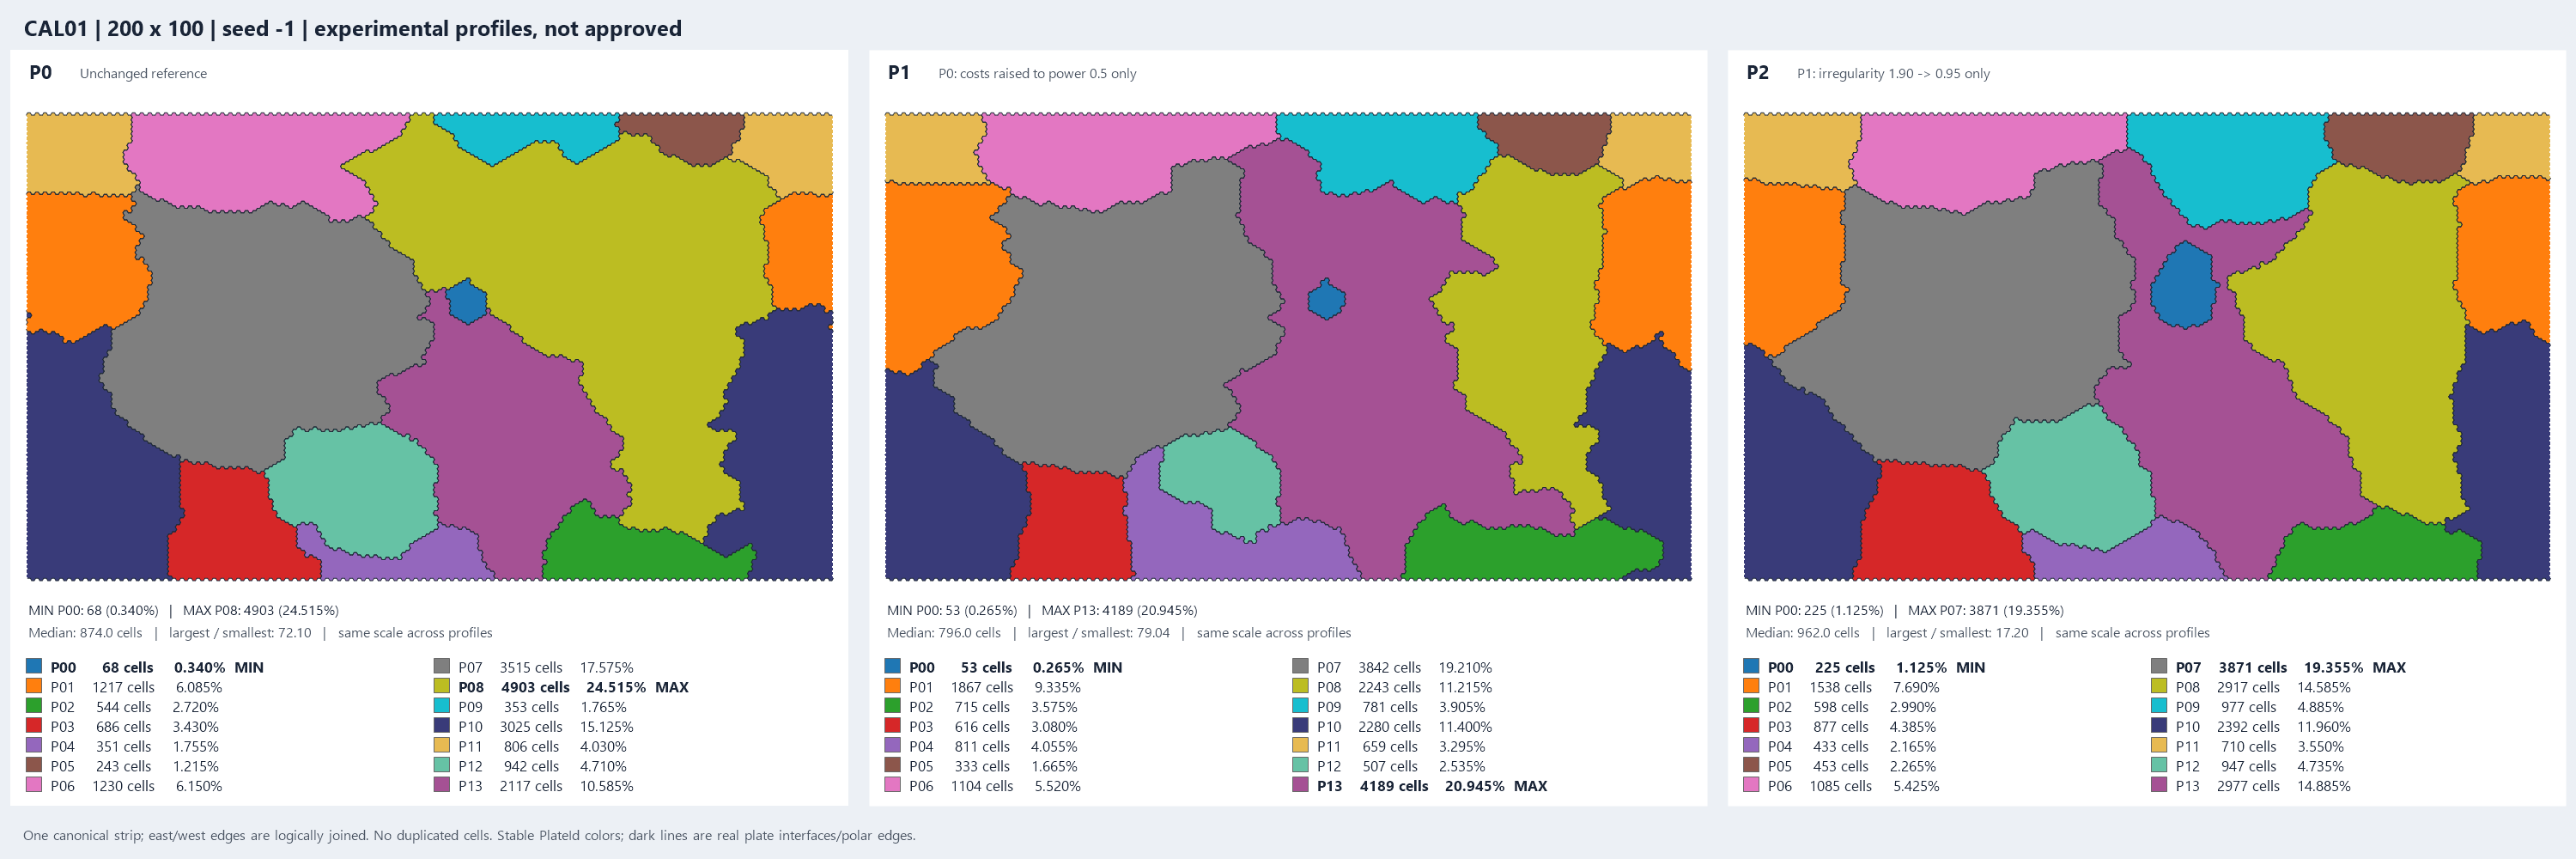 CAL01 | 200 x 100 | seed -1 | experimental profiles, not approved
P0 Unchanged reference
MIN P00: 68 (0.340%) | MAX P08: 4903 (24.515%)
Median: 874.0 cells | largest / smallest: 72.10 | same scale across profiles
P00 68 cells 0.340% MIN
P01 1217 cells 6.085%
P02 544 cells 2.720%
P03 686 cells 3.430%
P04 351 cells 1.755%
P05 243 cells 1.215%
P06 1230 cells 6.150%
P07 3515 cells 17.575%
P08 4903 cells 24.515% MAX
P09 353 cells 1.765%
P10 3025 cells 15.125%
P11 806 cells 4.030%
P12 942 cells 4.710%
P13 2117 cells 10.585%
P1 P0: costs raised to power 0.5 only
MIN P00: 53 (0.265%) | MAX P13: 4189 (20.945%)
Median: 796.0 cells | largest / smallest: 79.04 | same scale across profiles
P00 53 cells 0.265% MIN
P01 1867 cells 9.335%
P02 715 cells 3.575%
P03 616 cells 3.080%
P04 811 cells 4.055%
P05 333 cells 1.665%
P06 1104 cells 5.520%
P07 3842 cells 19.210%
P08 2243 cells 11.215%
P09 781 cells 3.905%
P10 2280 cells 11.400%
P11 659 cells 3.295%
P12 507 cells 2.535%
P13 4189 cells 20.945% MAX
P2 P1: irregularity 1.90 -> 0.95 only
MIN P00: 225 (1.125%) | MAX P07: 3871 (19.355%)
Median: 962.0 cells | largest / smallest: 17.20 | same scale across profiles
P00 225 cells 1.125% MIN
P01 1538 cells 7.690%
P02 598 cells 2.990%
P03 877 cells 4.385%
P04 433 cells 2.165%
P05 453 cells 2.265%
P06 1085 cells 5.425%
P07 3871 cells 19.355% MAX
P08 2917 cells 14.585%
P09 977 cells 4.885%
P10 2392 cells 11.960%
P11 710 cells 3.550%
P12 947 cells 4.735%
P13 2977 cells 14.885%
One canonical strip; east/west edges are logically joined. No duplicated cells. Stable PlateId colors; dark lines are real plate interfaces/polar edges.